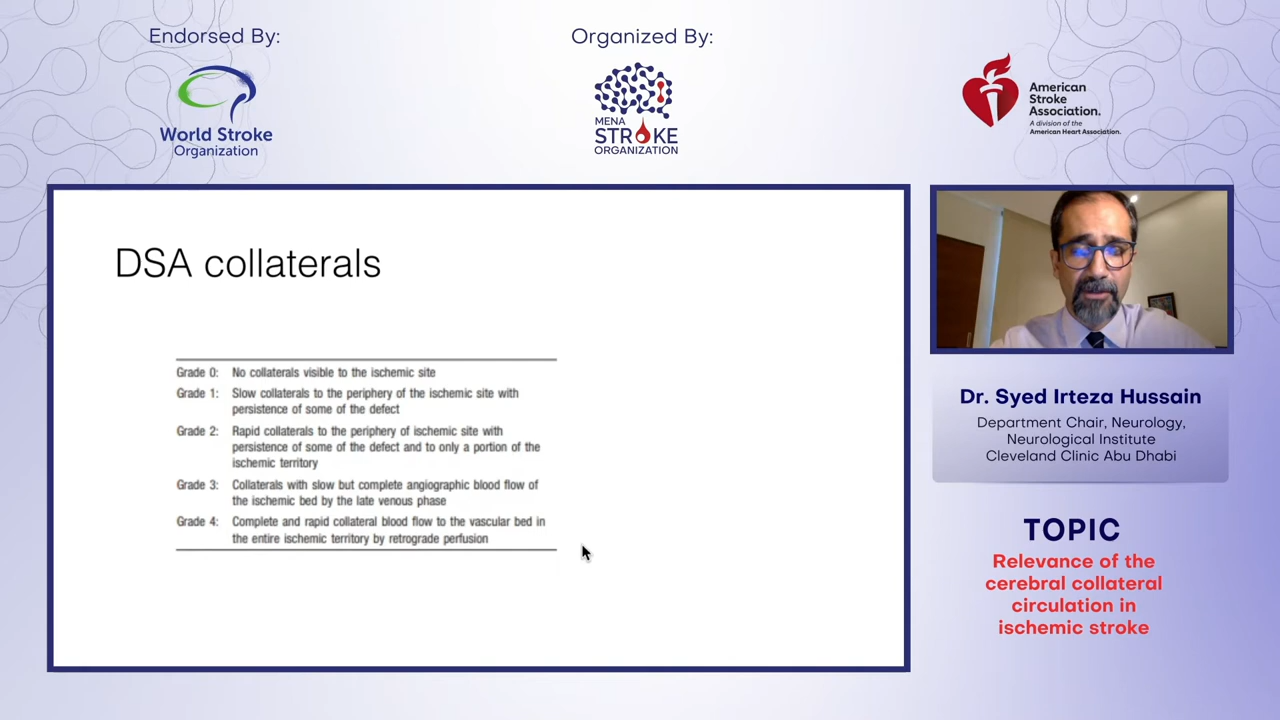 Endorsed By:
World Stroke
Organization
Organized By:
MENA
STROKE
ORGANIZATION
American
Stroke
Association.
A division of the
American Heart Association.
DSA collaterals
Grade 0: No collaterals visible to the ischemic site
Grade 1: Slow collaterals to the periphery of the ischemic site with
persistence of some of the defect
Grade 2: Rapid collaterals to the periphery of ischemic site with
persistence of some of the defect and to only a portion of the
ischemic territory
Grade 3: Collaterals with slow but complete angiographic blood flow of
the ischemic bed by the late venous phase
Grade 4: Complete and rapid collateral blood flow to the vascular bed in
the entire ischemic territory by retrograde perfusion
Dr. Syed Irteza Hussain
Department Chair, Neurology,
Neurological Institute
Cleveland Clinic Abu Dhabi
TOPIC
Relevance of the
cerebral collateral
circulation in
ischemic stroke